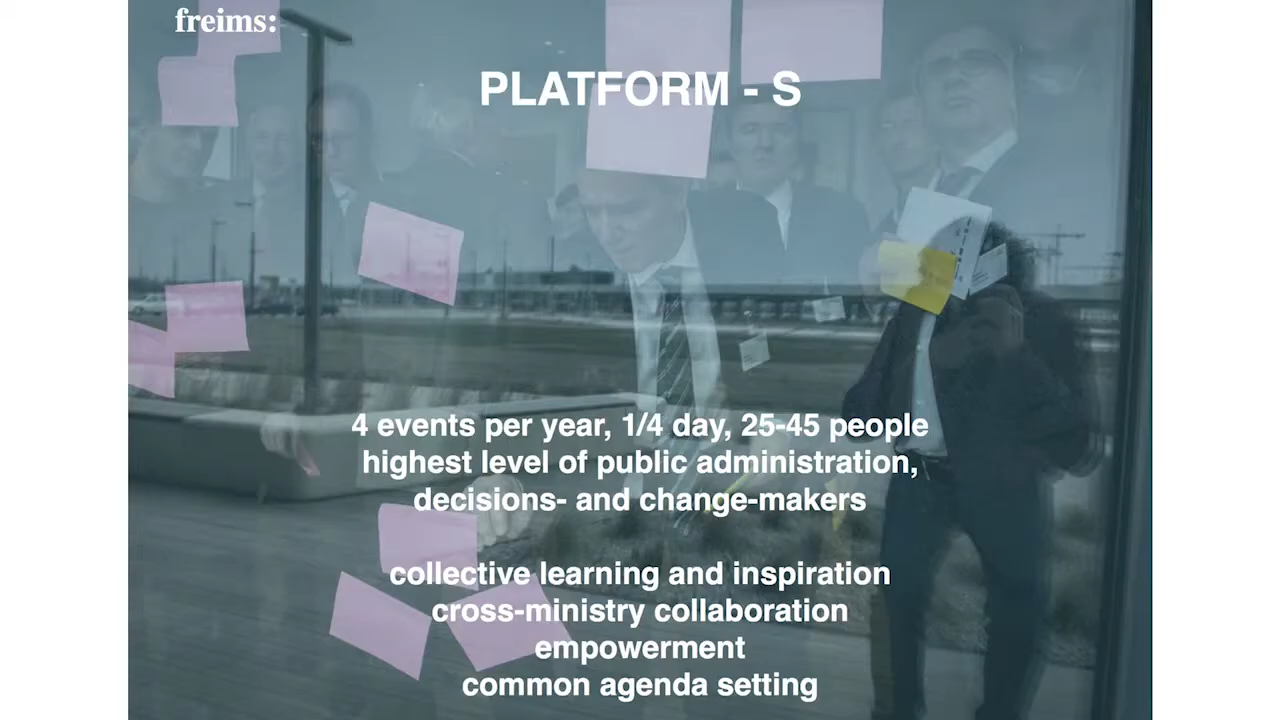 freims:
PLATFORM - S
4 events per year, 1/4 day, 25-45 people
highest level of public administration,
decisions- and change-makers
collective learning and inspiration
cross-ministry collaboration
empowerment
common agenda setting